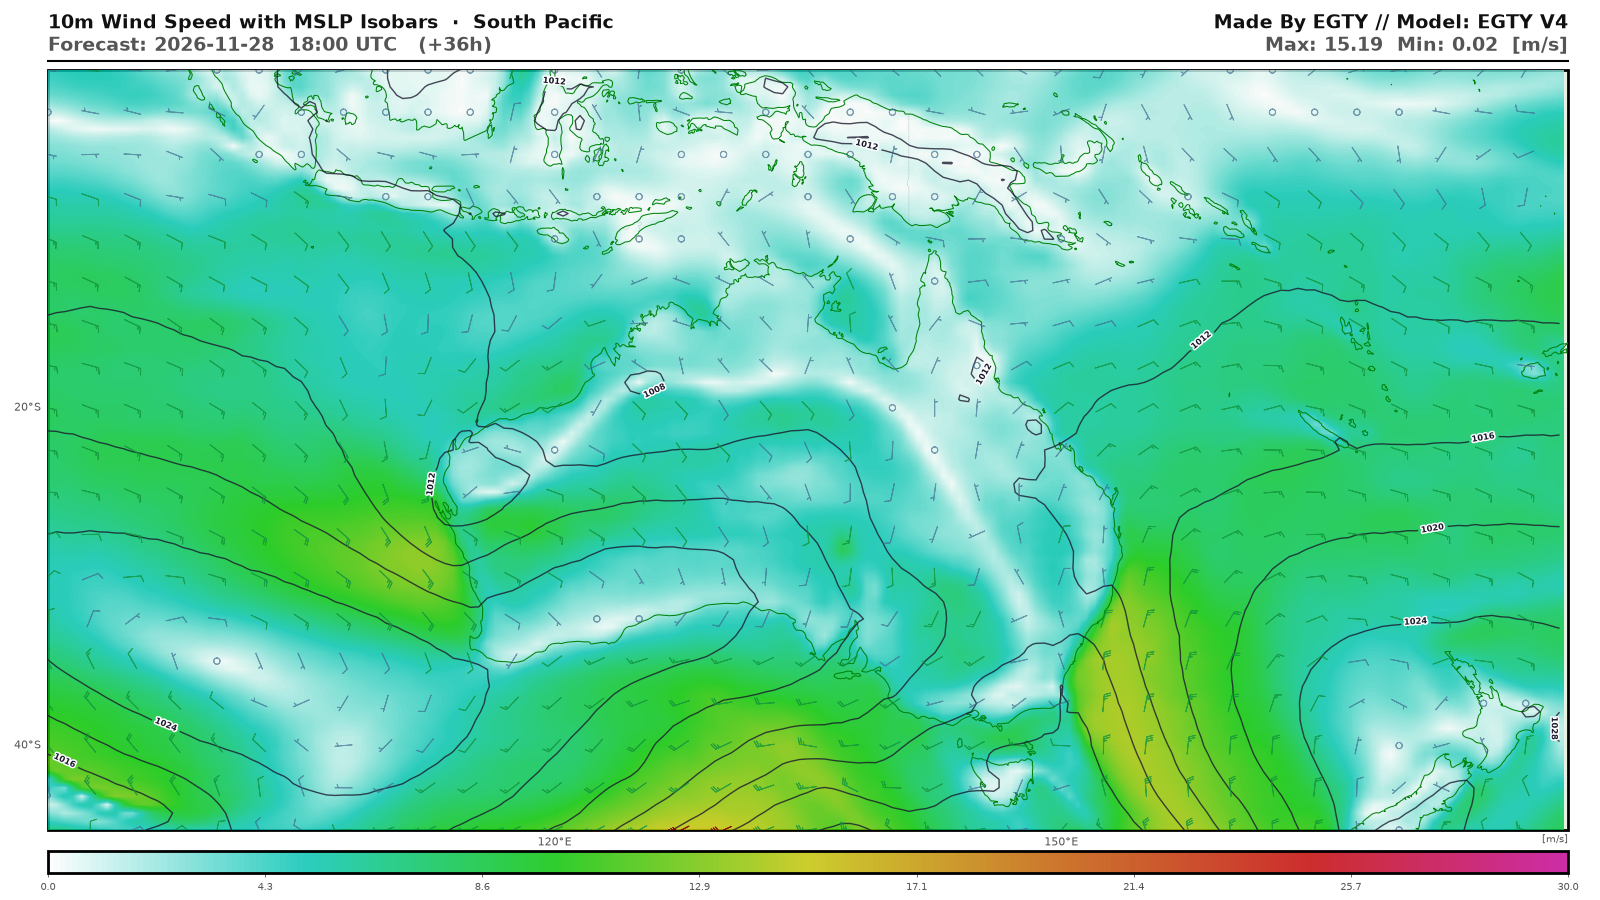 10m Wind Speed with MSLP Isobars · South Pacific
Made By EGTY // Model: EGTY V4
Forecast: 2026-11-28 18:00 UTC (+36h)
Max: 15.19 Min: 0.02 [m/s]
1012
1012
1012
1008
1012
1016
1012
1020
1024
1024
1028
1016
20°S
40°S
120°E
150°E
[m/s]
0.0
4.3
8.6
12.9
17.1
21.4
25.7
30.0